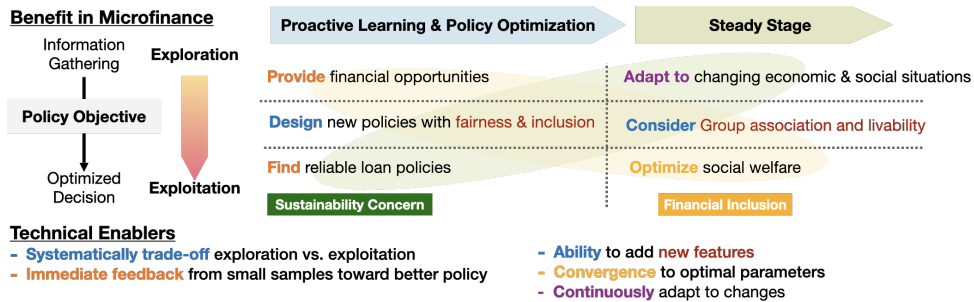 Benefit in Microfinance
Information
Gathering
Policy Objective
Optimized
Decision
Exploration
Exploitation
Proactive Learning & Policy Optimization
Steady Stage
Provide financial opportunities
Adapt to changing economic & social situations
Design new policies with fairness & inclusion
Consider Group association and livability
Find reliable loan policies
Optimize social welfare
Sustainability Concern
Financial Inclusion
Technical Enablers
- Systematically trade-off exploration vs. exploitation
- Immediate feedback from small samples toward better policy
- Ability to add new features
- Convergence to optimal parameters
- Continuously adapt to changes